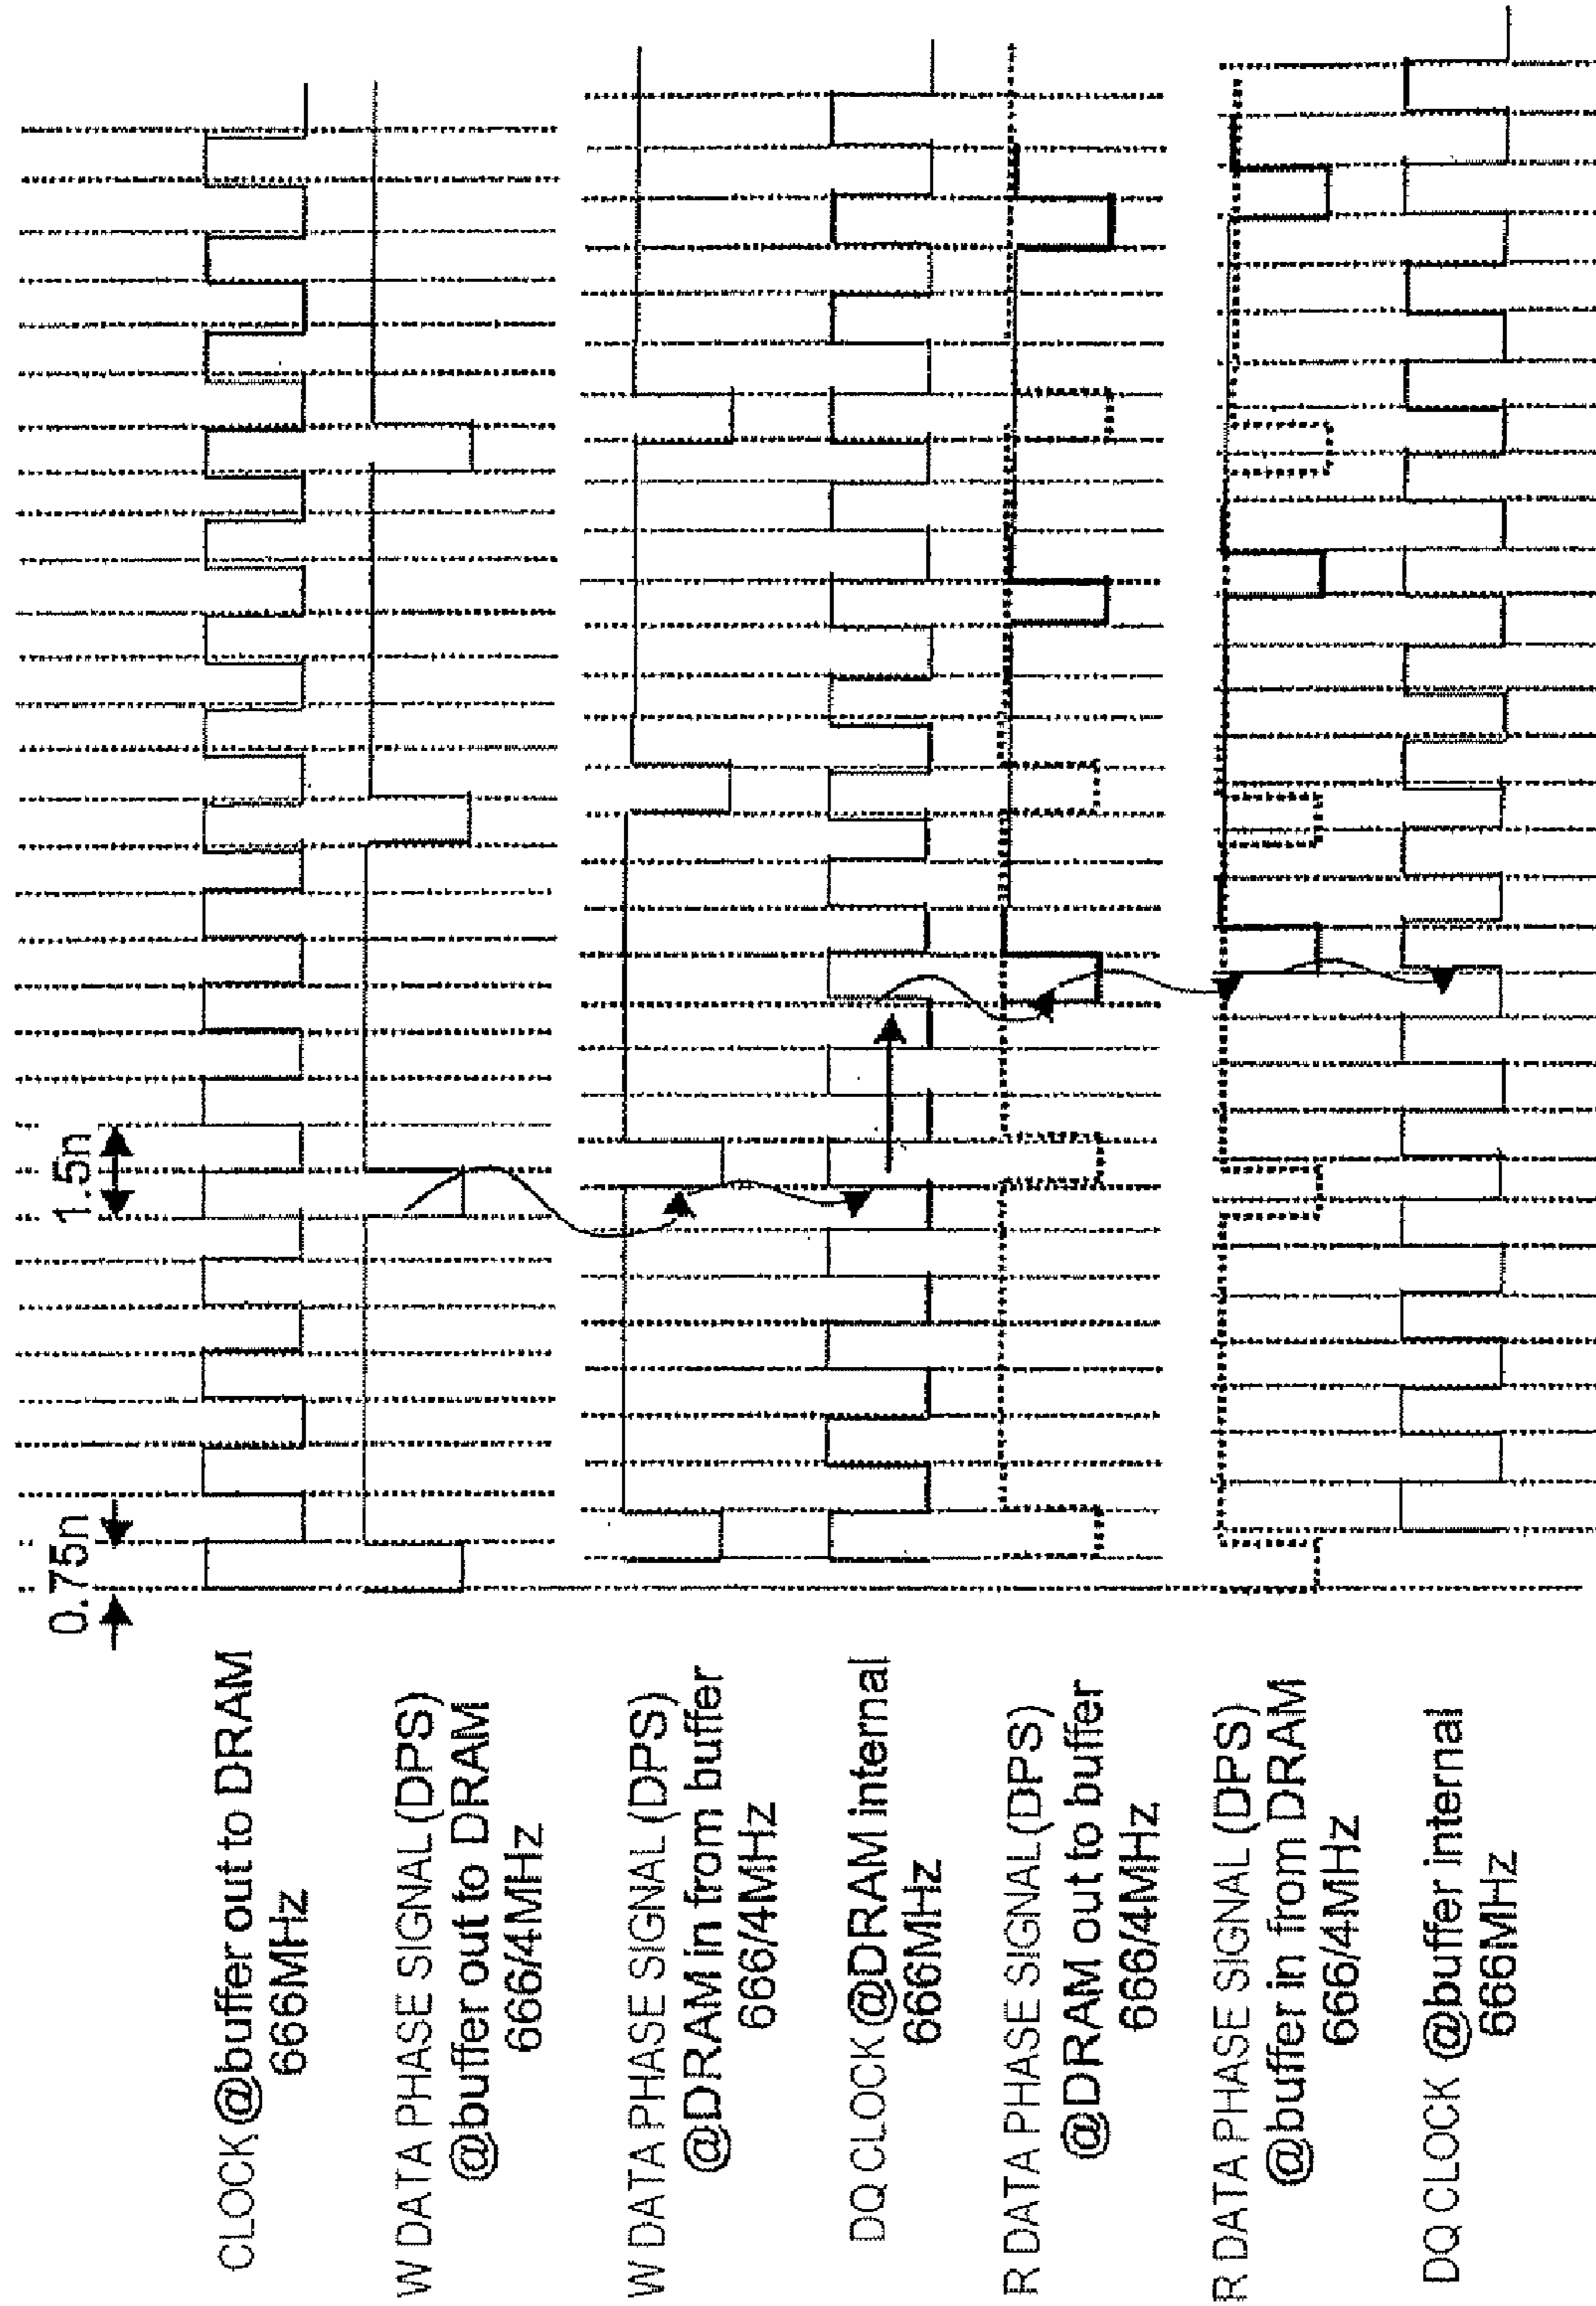 0.75n
1.5n
CLOCK @buffer out to DRAM
666MHz
W DATA PHASE SIGNAL (DPS)
@buffer out to DRAM
666/4MHz
W DATA PHASE SIGNAL (DPS)
@DRAM in from buffer
666/4MHz
DQ CLOCK @DRAM internal
666MHz
R DATA PHASE SIGNAL (DPS)
@DRAM out to buffer
666/4MHz
R DATA PHASE SIGNAL (DPS)
@buffer in from DRAM
666/4MHz
DQ CLOCK @buffer internal
666MHz